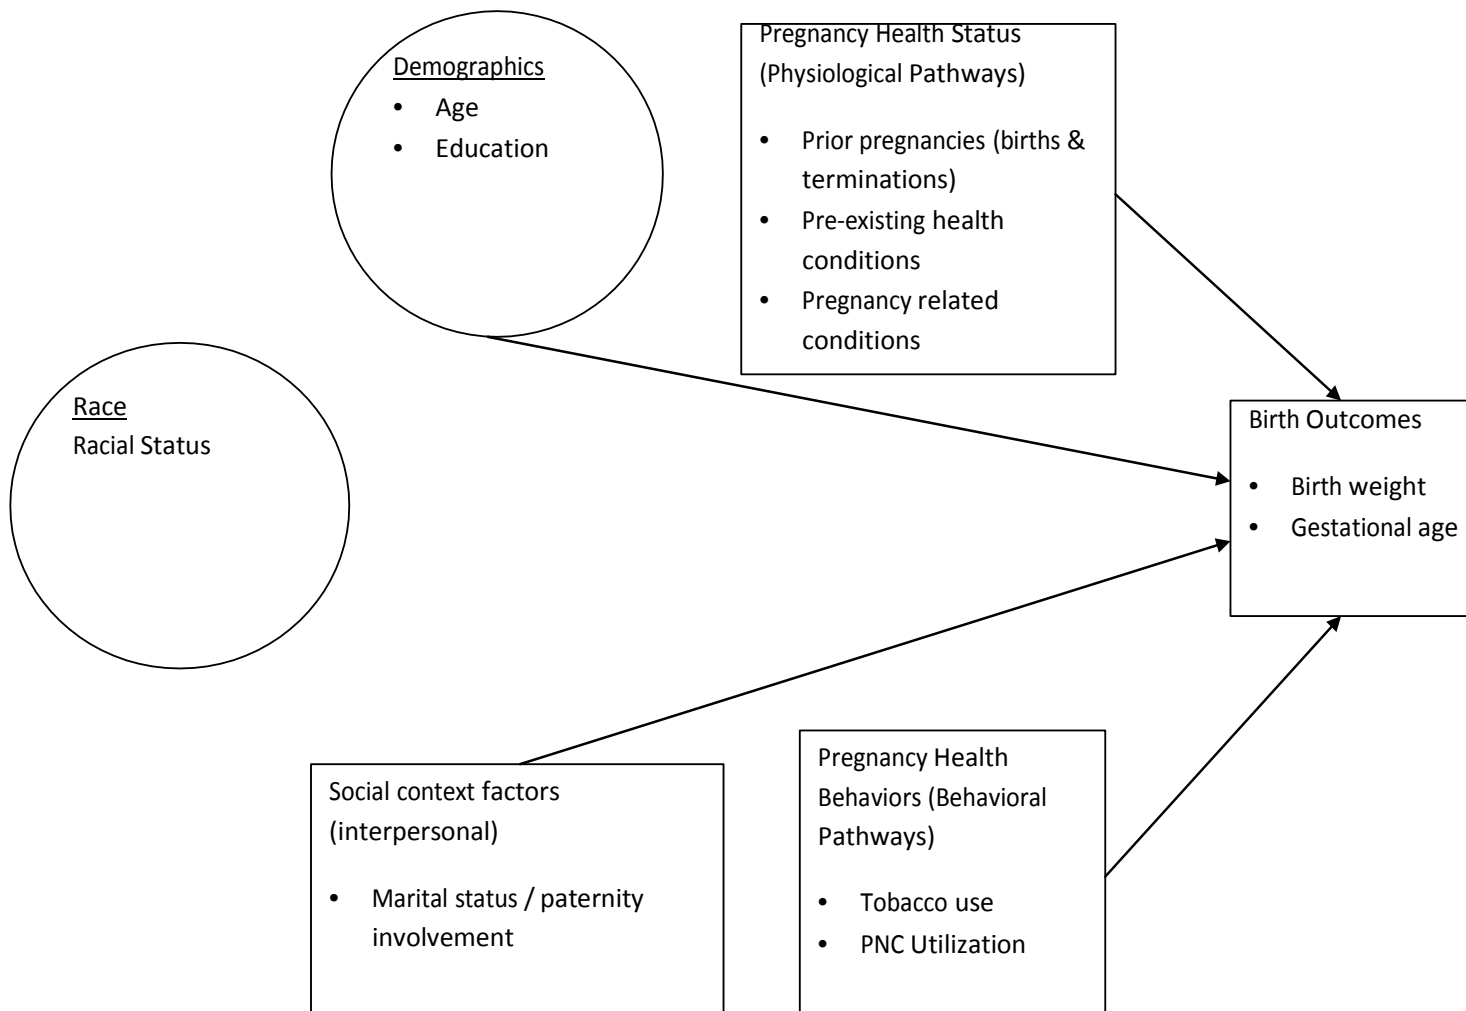 Demographics
• Age
• Education
Pregnancy Health Status
(Physiological Pathways)
• Prior pregnancies (births &
terminations)
• Pre-existing health
conditions
• Pregnancy related
conditions
Race
Racial Status
Birth Outcomes
• Birth weight
• Gestational age
Social context factors
(interpersonal)
• Marital status / paternity
involvement
Pregnancy Health
Behaviors (Behavioral
Pathways)
• Tobacco use
• PNC Utilization